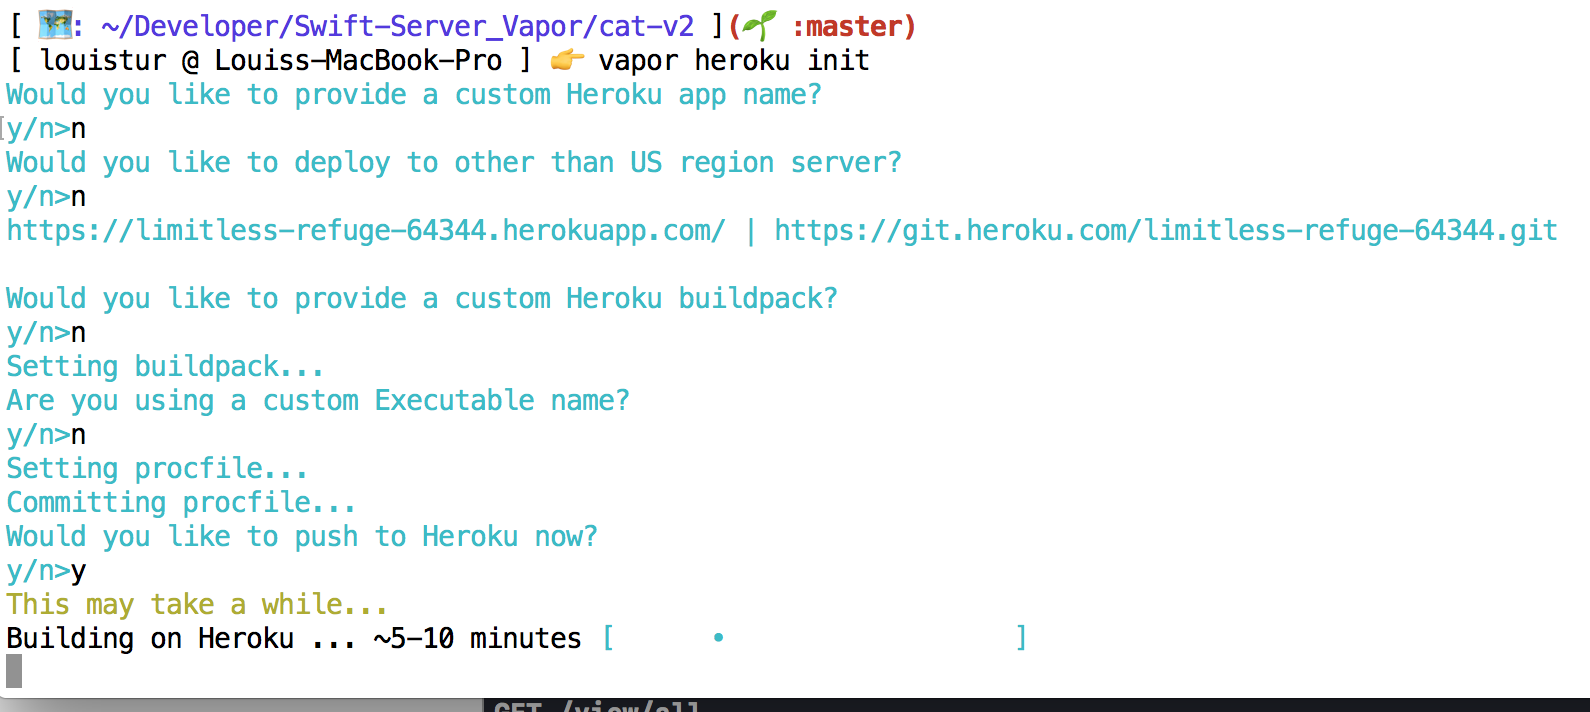 [ 🗺️: ~/Developer/Swift-Server_Vapor/cat-v2 ](🌱 :master)
[ louistur @ Louiss-MacBook-Pro ] 👉 vapor heroku init
Would you like to provide a custom Heroku app name?
y/n>n
Would you like to deploy to other than US region server?
y/n>n
https://limitless-refuge-64344.herokuapp.com/ | https://git.heroku.com/limitless-refuge-64344.git
Would you like to provide a custom Heroku buildpack?
y/n>n
Setting buildpack...
Are you using a custom Executable name?
y/n>n
Setting procfile...
Committing procfile...
Would you like to push to Heroku now?
y/n>y
This may take a while...
Building on Heroku ... ~5-10 minutes [ • ]
GET /view/all